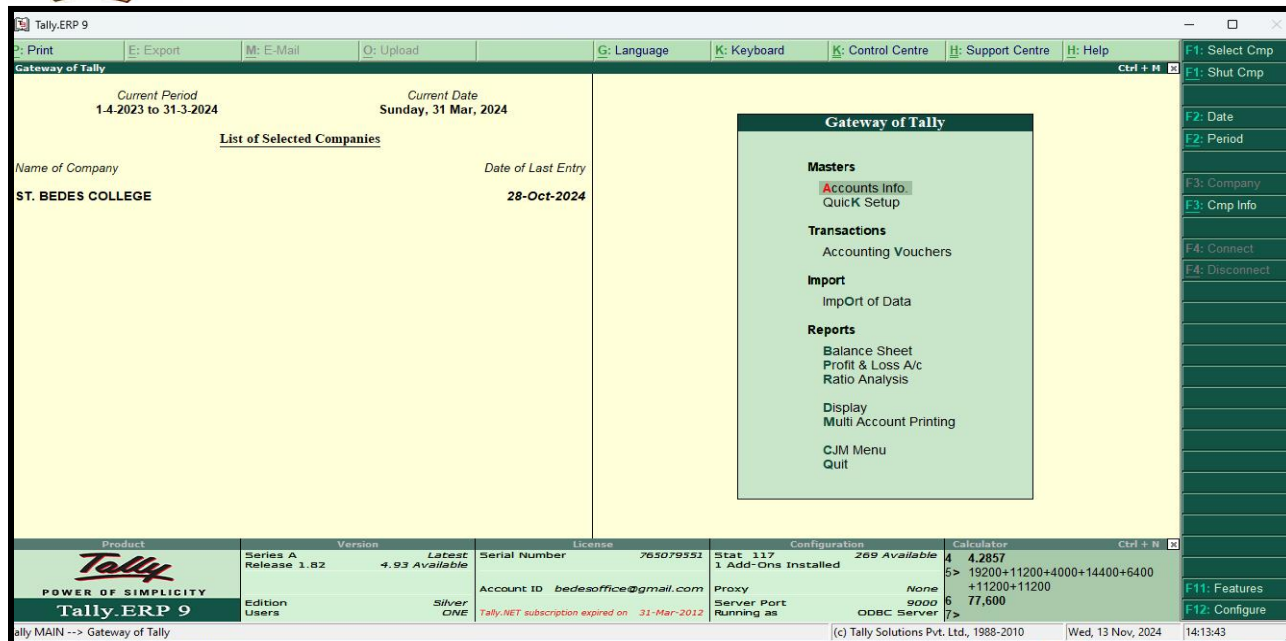 Tally.ERP 9
P: Print E: Export M: E-Mail O: Upload G: Language K: Keyboard K: Control Centre H: Support Centre H: Help
Gateway of Tally Ctrl + M
Current Period Current Date
1-4-2023 to 31-3-2024 Sunday, 31 Mar, 2024
List of Selected Companies
Name of Company Date of Last Entry
ST. BEDES COLLEGE 28-Oct-2024
Gateway of Tally
Masters
Accounts Info.
QuicK Setup
Transactions
Accounting Vouchers
Import
ImpOrt of Data
Reports
Balance Sheet
Profit & Loss A/c
Ratio Analysis
Display
Multi Account Printing
CJM Menu
Quit
F1: Select Cmp
F1: Shut Cmp
F2: Date
F2: Period
F3: Company
F3: Cmp Info
F4: Connect
F4: Disconnect
F11: Features
F12: Configure
Product
Tally
POWER OF SIMPLICITY
Tally.ERP 9
Version
Series A Latest
Release 1.82 4.93 Available
Edition Silver
Users ONE
License
Serial Number 765079551
Account ID bedesoffice@gmail.com
Tally.NET subscription expired on 31-Mar-2012
Configuration
Stat 117 269 Available
1 Add-Ons Installed
Proxy None
Server Port 9000
Running as ODBC Server
Calculator Ctrl + N
4 4.2857
5> 19200+11200+4000+14400+6400
+11200+11200
6 77,600
7>
ally MAIN --> Gateway of Tally (c) Tally Solutions Pvt. Ltd., 1988-2010 Wed, 13 Nov, 2024 14:13:43